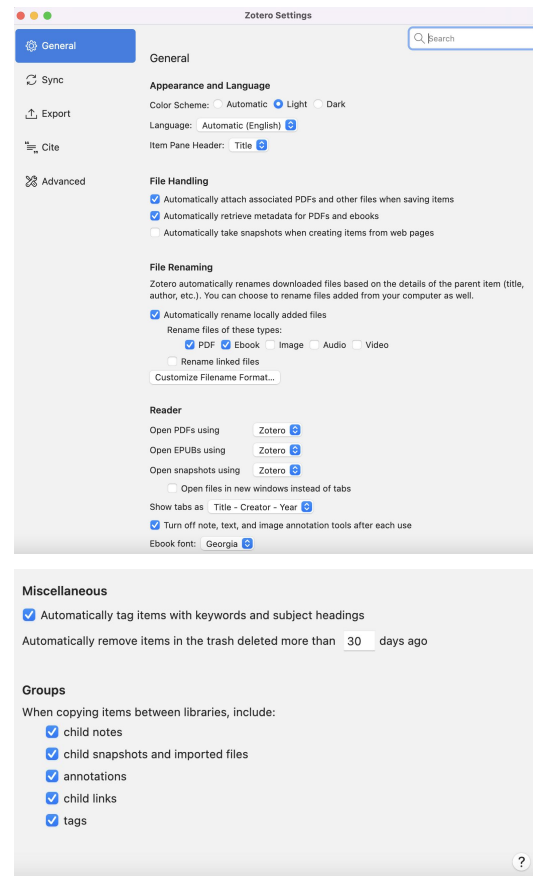 Zotero Settings
General
Search
Sync
Export
Cite
Advanced
General
Appearance and Language
Color Scheme: Automatic Light Dark
Language: Automatic (English)
Item Pane Header: Title
File Handling
Automatically attach associated PDFs and other files when saving items
Automatically retrieve metadata for PDFs and ebooks
Automatically take snapshots when creating items from web pages
File Renaming
Zotero automatically renames downloaded files based on the details of the parent item (title,
author, etc.). You can choose to rename files added from your computer as well.
Automatically rename locally added files
Rename files of these types:
PDF Ebook Image Audio Video
Rename linked files
Customize Filename Format...
Reader
Open PDFs using Zotero
Open EPUBs using Zotero
Open snapshots using Zotero
Open files in new windows instead of tabs
Show tabs as Title - Creator - Year
Turn off note, text, and image annotation tools after each use
Ebook font: Georgia
Miscellaneous
Automatically tag items with keywords and subject headings
Automatically remove items in the trash deleted more than 30 days ago
Groups
When copying items between libraries, include:
child notes
child snapshots and imported files
annotations
child links
tags
?